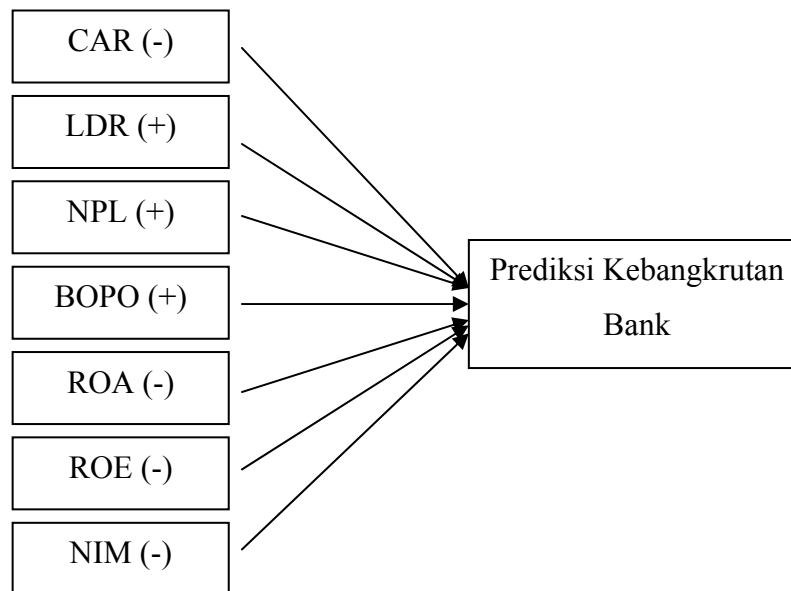 CAR (-)
LDR (+)
NPL (+)
BOPO (+)
ROA (-)
ROE (-)
NIM (-)
Prediksi Kebangkrutan
Bank